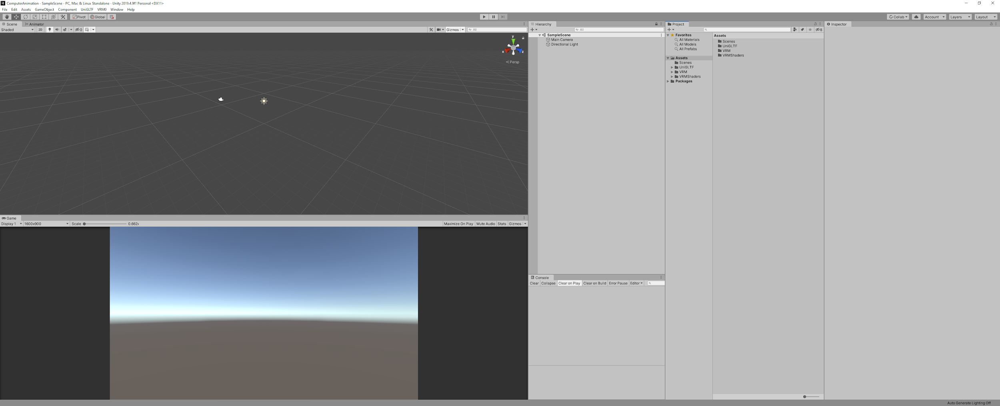 ComputerAnimation - SampleScene - PC, Mac & Linux Standalone - Unity 2019.4.9f1 Personal <DX11>
File Edit Assets GameObject Component UniGLTF VRM0 Window Help
Pivot Global
Collab Account Layers Layout
Scene Animator
Shaded 2D 0 Gizmos All
y
x z
Persp
Game
Display 1 1600x900 Scale 0.662x Maximize On Play Mute Audio Stats Gizmos
Hierarchy
All
SampleScene
Main Camera
Directional Light
Console
Clear Collapse Clear on Play Clear on Build Error Pause Editor
Project
8
Favorites
All Materials
All Models
All Prefabs
Assets
Scenes
UniGLTF
VRM
VRMShaders
Packages
Assets
Scenes
UniGLTF
VRM
VRMShaders
Inspector
Auto Generate Lighting Off